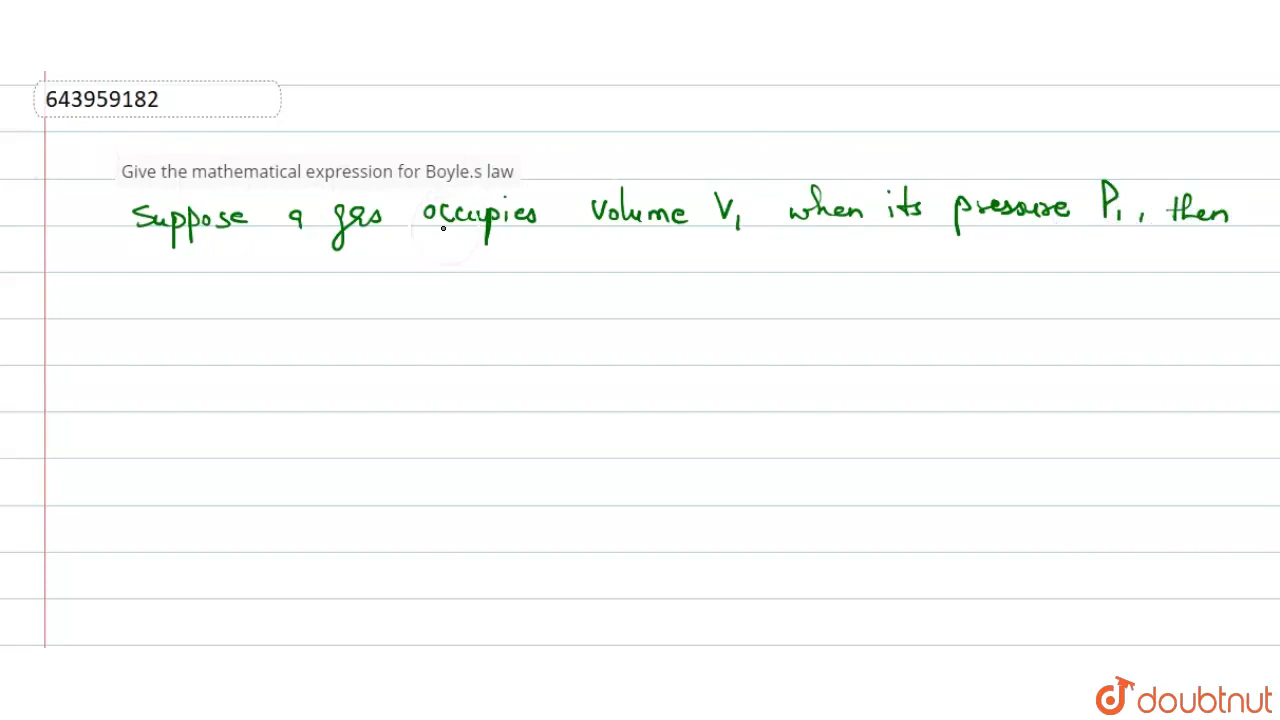 643959182
Give the mathematical expression for Boyle.s law
Suppose a gas occupies volume V₁ when its pressure P₁, then
doubtnut